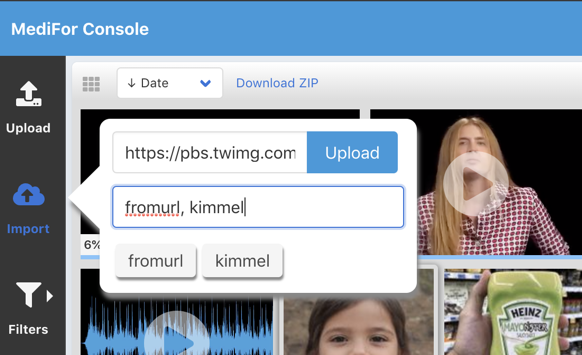 MediFor Console
↓ Date
Download ZIP
Upload
https://pbs.twimg.com
Upload
fromurl, kimmel
Import
6%
fromurl kimmel
Filters
HEINZ